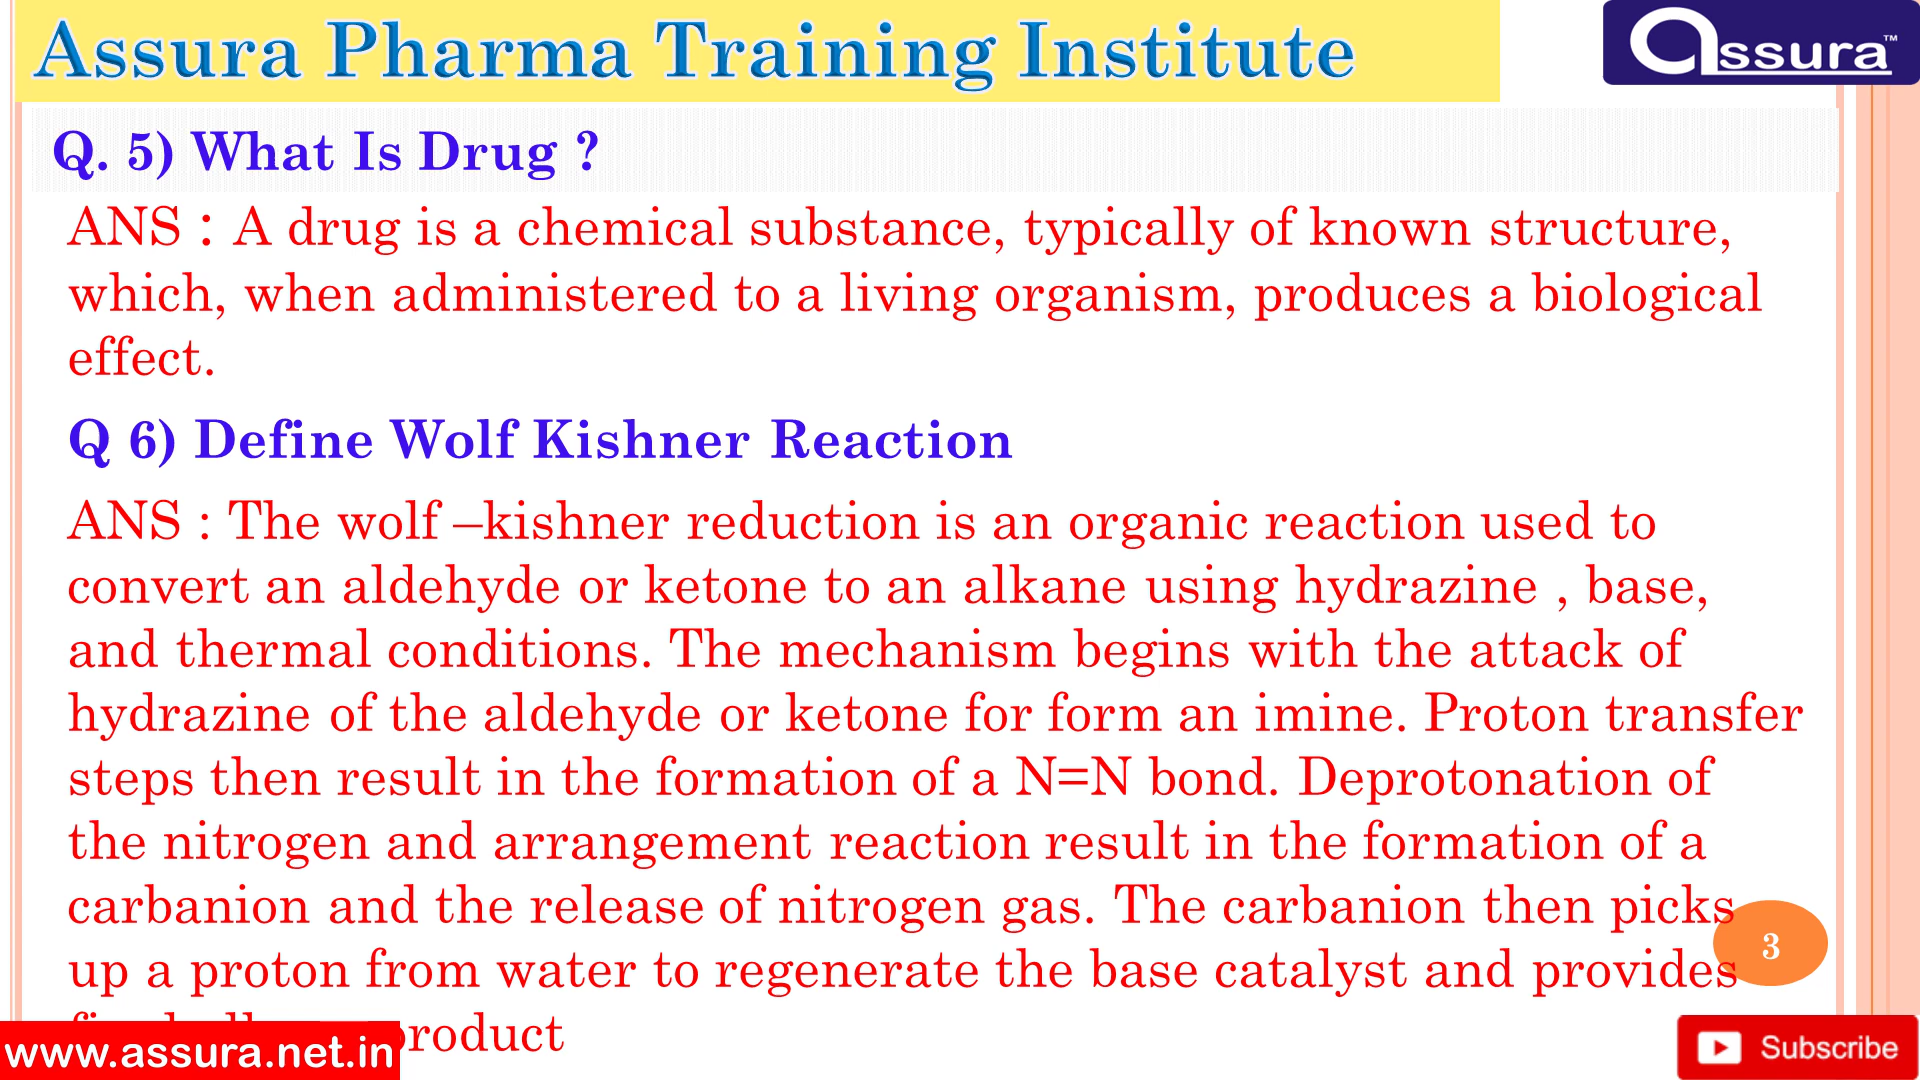 Assura Pharma Training Institute
assura™
Q. 5) What Is Drug ?
ANS : A drug is a chemical substance, typically of known structure,
which, when administered to a living organism, produces a biological
effect.
Q 6) Define Wolf Kishner Reaction
ANS : The wolf –kishner reduction is an organic reaction used to
convert an aldehyde or ketone to an alkane using hydrazine , base,
and thermal conditions. The mechanism begins with the attack of
hydrazine of the aldehyde or ketone for form an imine. Proton transfer
steps then result in the formation of a N=N bond. Deprotonation of
the nitrogen and arrangement reaction result in the formation of a
carbanion and the release of nitrogen gas. The carbanion then picks
up a proton from water to regenerate the base catalyst and provides
product
3
www.assura.net.in
Subscribe